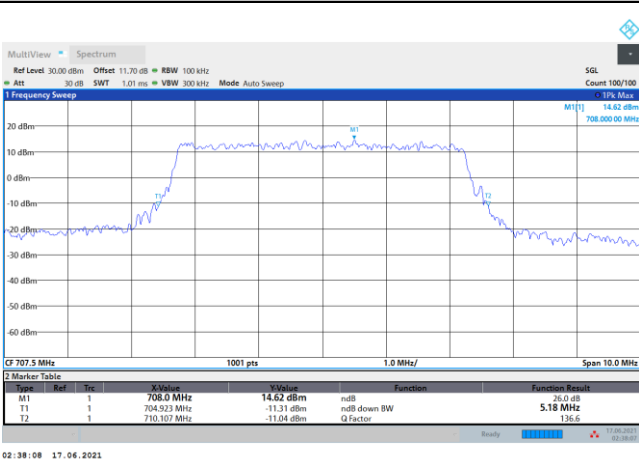 MultiView Spectrum
Ref Level 30.00 dBm Offset 11.70 dB RBW 100 kHz SGL
Att 30 dB SWT 1.01 ms VBW 300 kHz Mode Auto Sweep Count 100/100
1 Frequency Sweep 1Pk Max
M1[1] 14.62 dBm
708.000 00 MHz
20 dBm
M1
10 dBm
0 dBm
T1 T2
-10 dBm
-20 dBm
-30 dBm
-40 dBm
-50 dBm
-60 dBm
CF 707.5 MHz 1001 pts 1.0 MHz/ Span 10.0 MHz
2 Marker Table
Type Ref Trc X-Value Y-Value Function Function Result
M1 1 708.0 MHz 14.62 dBm ndB 26.0 dB
T1 1 704.923 MHz -11.31 dBm ndB down BW 5.18 MHz
T2 1 710.107 MHz -11.04 dBm Q Factor 136.6
Ready 17.06.2021
02:38:07
02:38:08 17.06.2021